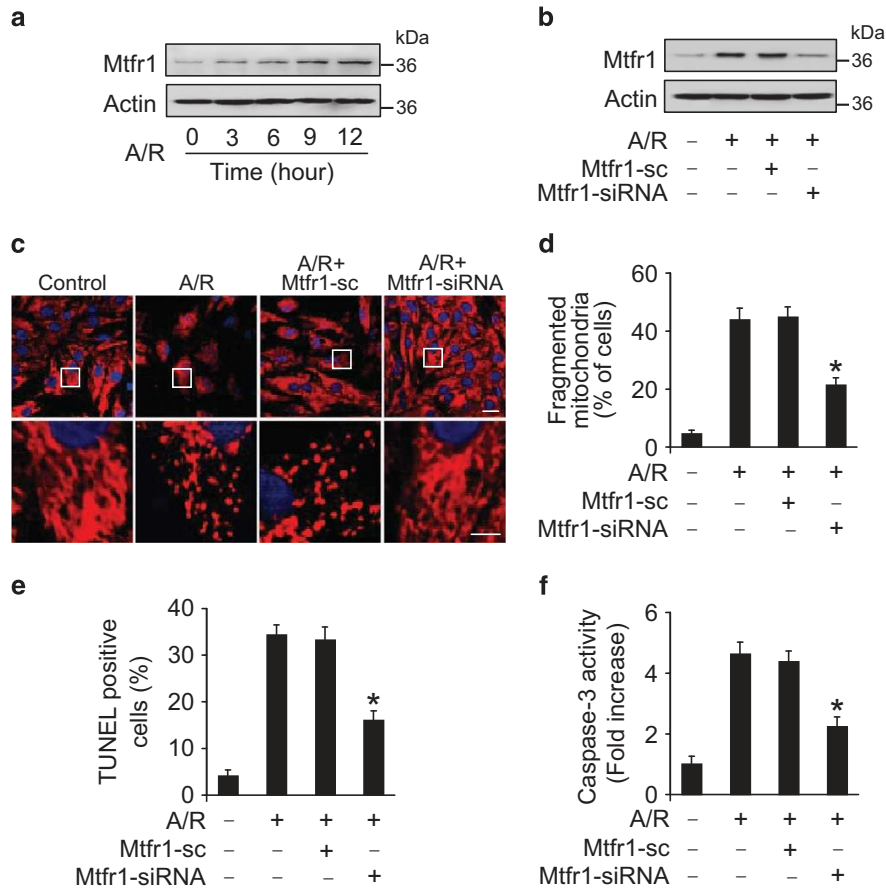 a
kDa
Mtfr1
36
Actin
36
0 3 6 9 12
A/R
Time (hour)
b
kDa
Mtfr1
36
Actin
36
A/R – + + +
Mtfr1-sc – – + –
Mtfr1-siRNA – – – +
c
Control
A/R
A/R+
Mtfr1-sc
A/R+
Mtfr1-siRNA
d
Fragmented
mitochondria
(% of cells)
60
40
20
0
*
A/R – + + +
Mtfr1-sc – – + –
Mtfr1-siRNA – – – +
e
TUNEL positive
cells (%)
40
30
20
10
0
*
A/R – + + +
Mtfr1-sc – – + –
Mtfr1-siRNA – – – +
f
Caspase-3 activity
(Fold increase)
6
4
2
0
*
A/R – + + +
Mtfr1-sc – – + –
Mtfr1-siRNA – – – +